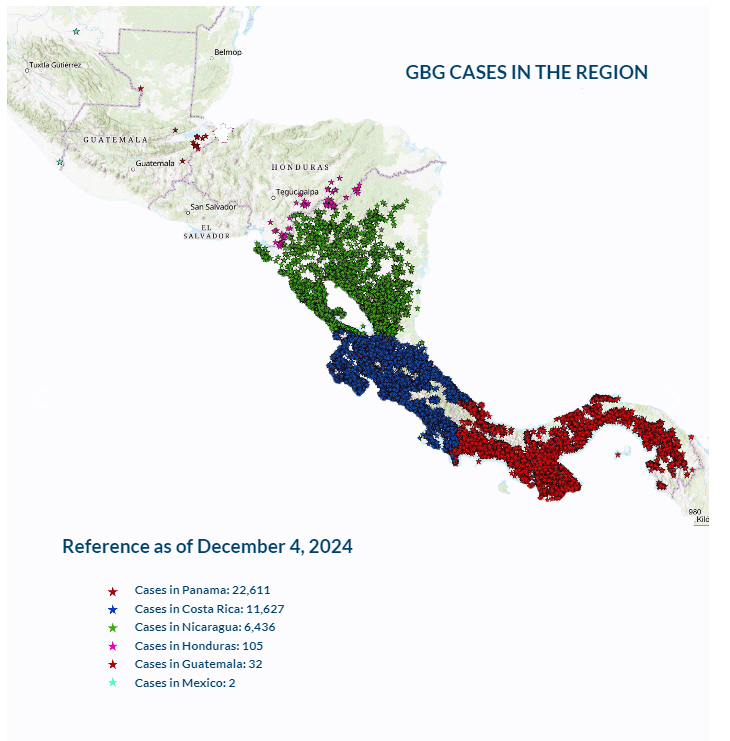 GBG CASES IN THE REGION
Belmop
Tuxtla Gutiérrez
GUATEMALA
Guatemala
HONDURAS
Tegucigalpa
San Salvador
EL
SALVADOR
980
Kiló
Reference as of December 4, 2024
Cases in Panama: 22,611
Cases in Costa Rica: 11,627
Cases in Nicaragua: 6,436
Cases in Honduras: 105
Cases in Guatemala: 32
Cases in Mexico: 2